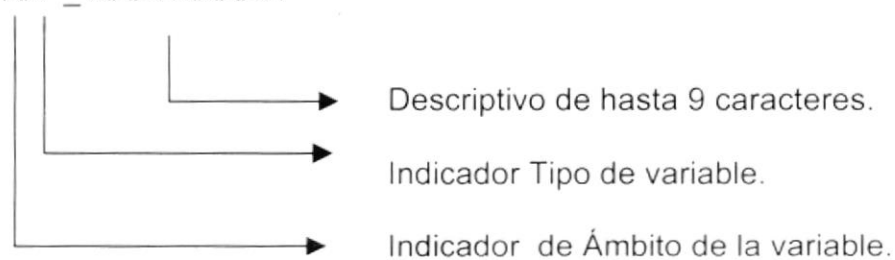 Descriptivo de hasta 9 caracteres.
Indicador Tipo de variable.
Indicador de Ámbito de la variable.